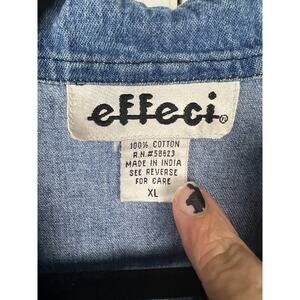 effeci®
100% COTTON
R.N.#58623
MADE IN INDIA
SEE REVERSE
FOR CARE
XL